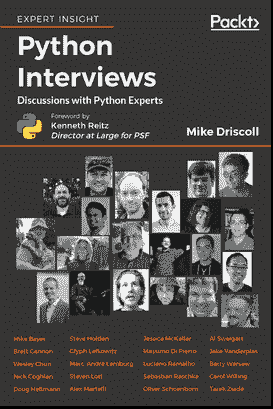 EXPERT INSIGHT
Packt>
Python
Interviews
Discussions with Python Experts
Foreword by
Kenneth Reitz
Director at Large for PSF
Mike Driscoll
Mike Bayer
Steve Holden
Jessica McKeller
Al Sweigart
Brett Cannon
Glyph Lefkowitz
Massimo Di Pierro
Jake Vanderplas
Wesley Chun
Marc-André Lemburg
Luciano Ramalho
Barry Warsaw
Nick Coghlan
Steven Lott
Sebastian Raschka
Carol Willing
Doug Hellmann
Alex Martelli
Oliver Schoenborn
Tarek Ziadé